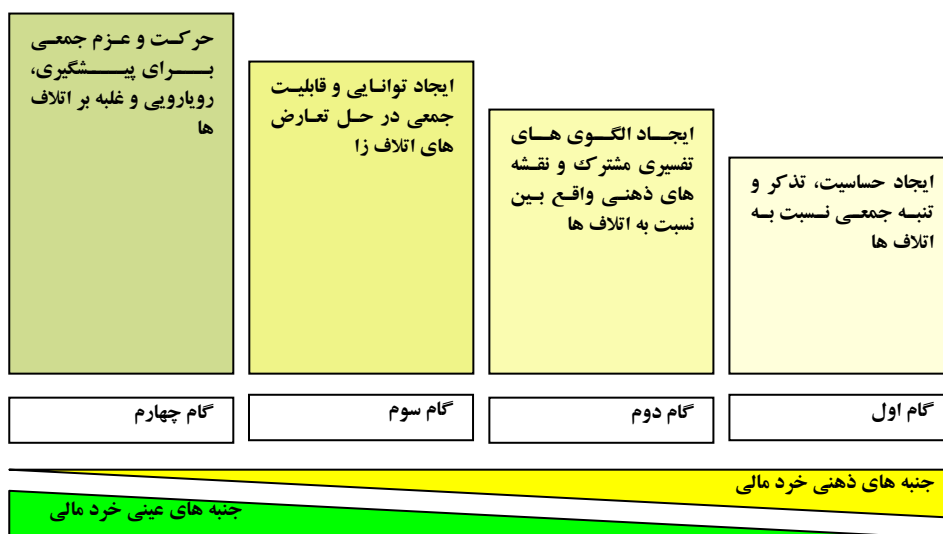 ایجاد حساسیت، تذکر و
تنبه جمعی نسبت به
اتلاف ها
ایجاد الگوی های
تفسیری مشترک و نقشه
های ذهنی واقع بین
نسبت به اتلاف ها
ایجاد توانایی و قابلیت
جمعی در حل تعارض
های اتلاف زا
حرکت و عزم جمعی
برای پیشگیری،
رویارویی و غلبه بر اتلاف
ها
گام اول
گام دوم
گام سوم
گام چهارم
جنبه های ذهنی خرد مالی
جنبه های عینی خرد مالی